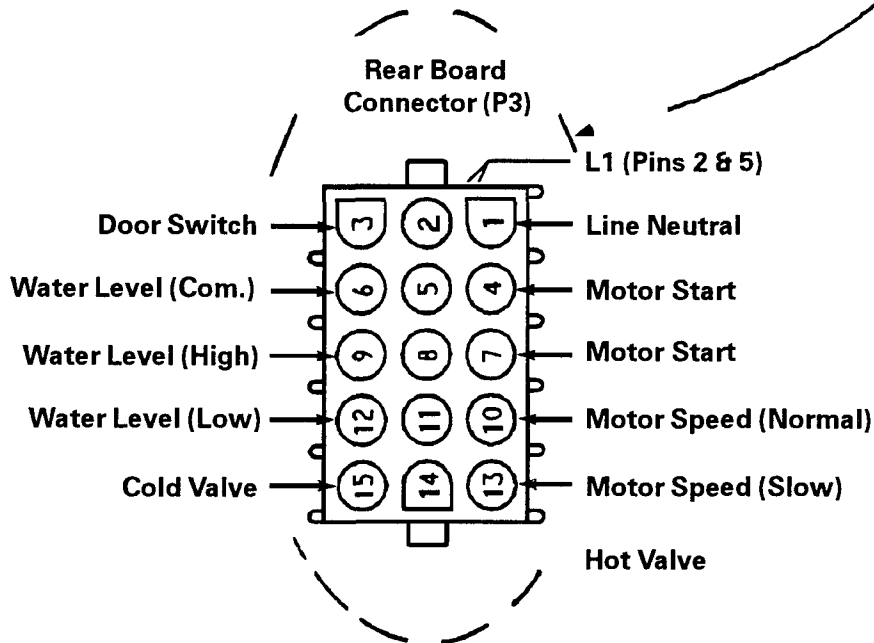 Rear Board
Connector (P3)
L1 (Pins 2 & 5)
Door Switch 3 2 1 Line Neutral
Water Level (Com.) 6 5 4 Motor Start
Water Level (High) 9 8 7 Motor Start
Water Level (Low) 12 11 10 Motor Speed (Normal)
Cold Valve 15 14 13 Motor Speed (Slow)
Hot Valve